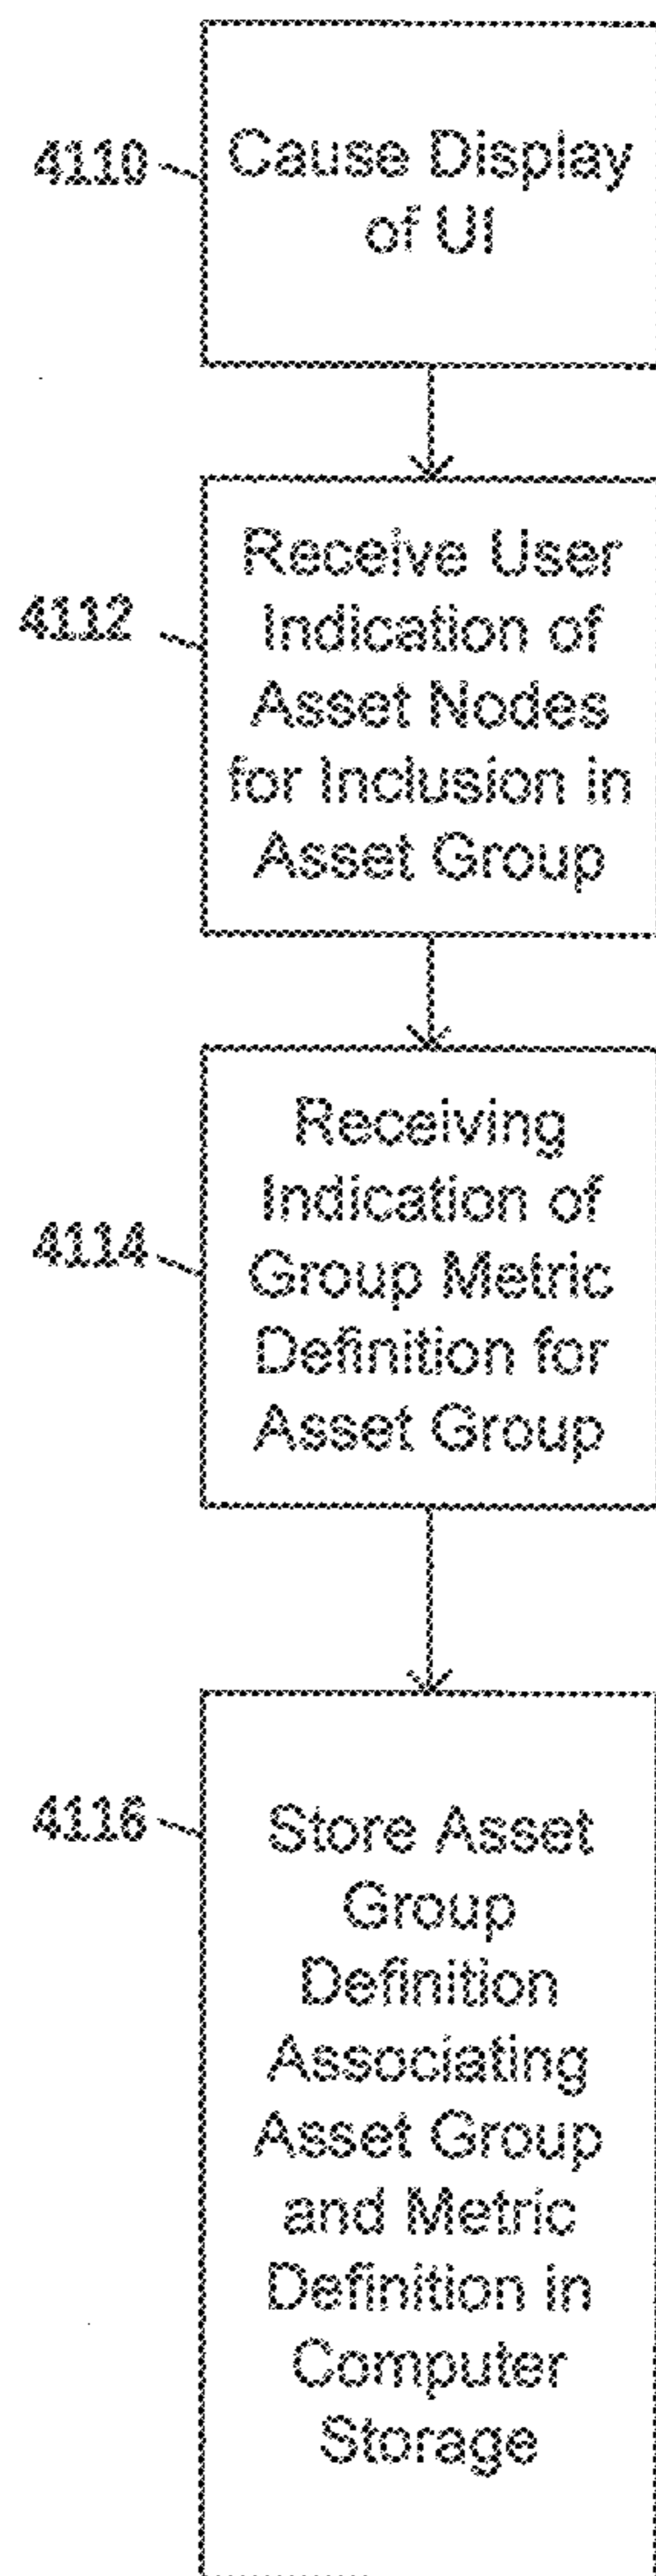 4110
Cause Display
of UI
4112
Receive User
Indication of
Asset Nodes
for Inclusion in
Asset Group
4114
Receiving
Indication of
Group Metric
Definition for
Asset Group
4116
Store Asset
Group
Definition
Associating
Asset Group
and Metric
Definition in
Computer
Storage